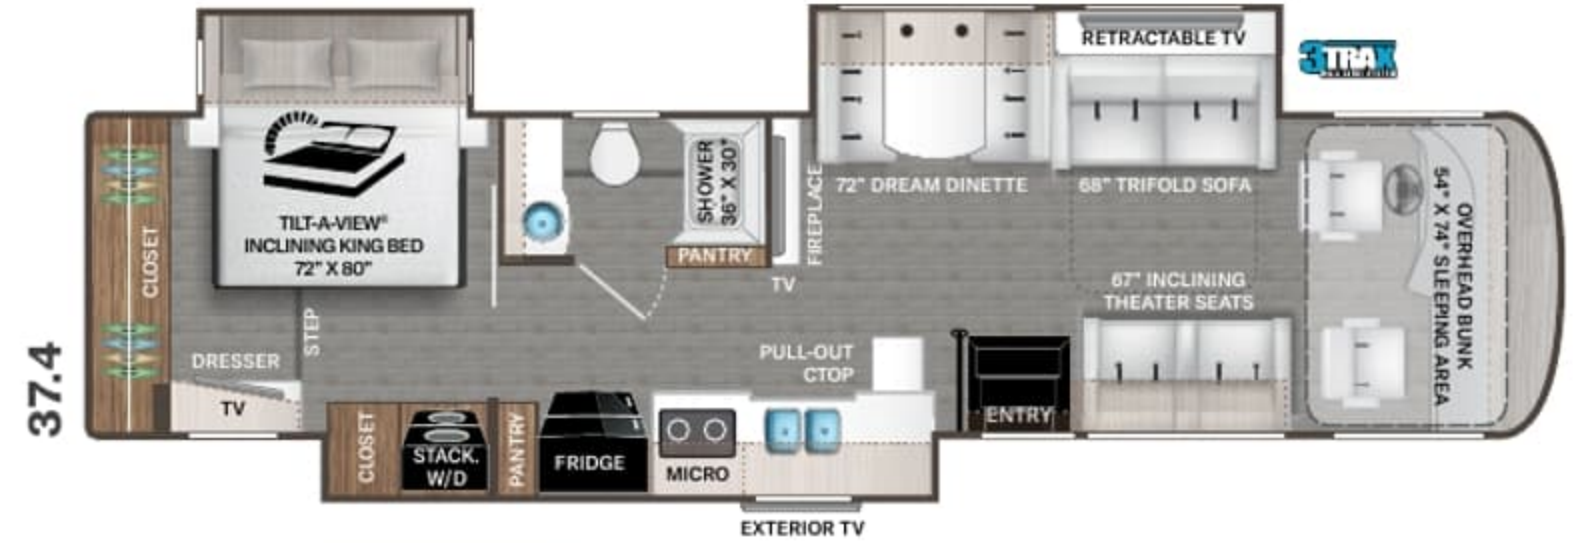 37.4
TILT-A-VIEW®
INCLINING KING BED
72" X 80"
CLOSET
DRESSER
TV
STEP
SHOWER
36" X 30"
PANTRY
TV
FIREPLACE
72" DREAM DINETTE
RETRACTABLE TV
68" TRIFOLD SOFA
3TRAX
67" INCLINING
THEATER SEATS
OVERHEAD BUNK
54" X 74" SLEEPING AREA
PULL-OUT
CTOP
ENTRY
CLOSET
STACK.
W/D
PANTRY
FRIDGE
MICRO
EXTERIOR TV